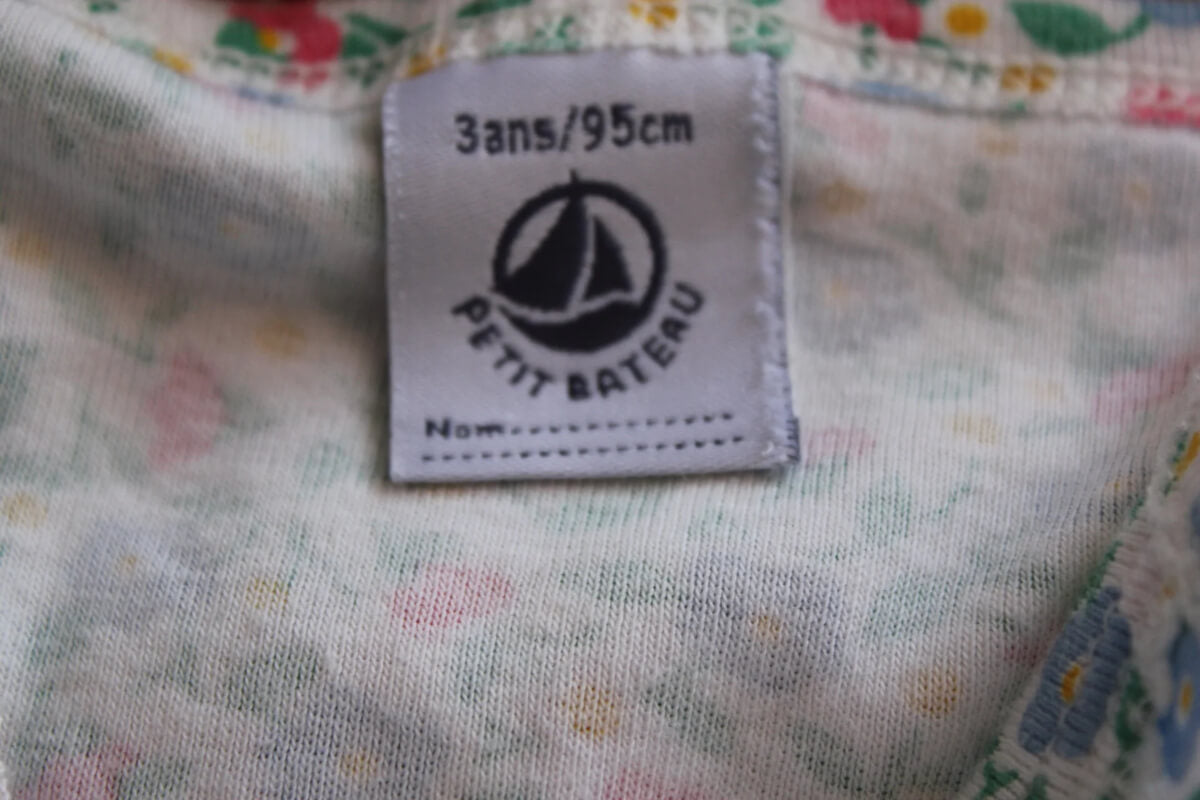 3ans/95cm
PETIT BATEAU
Nom